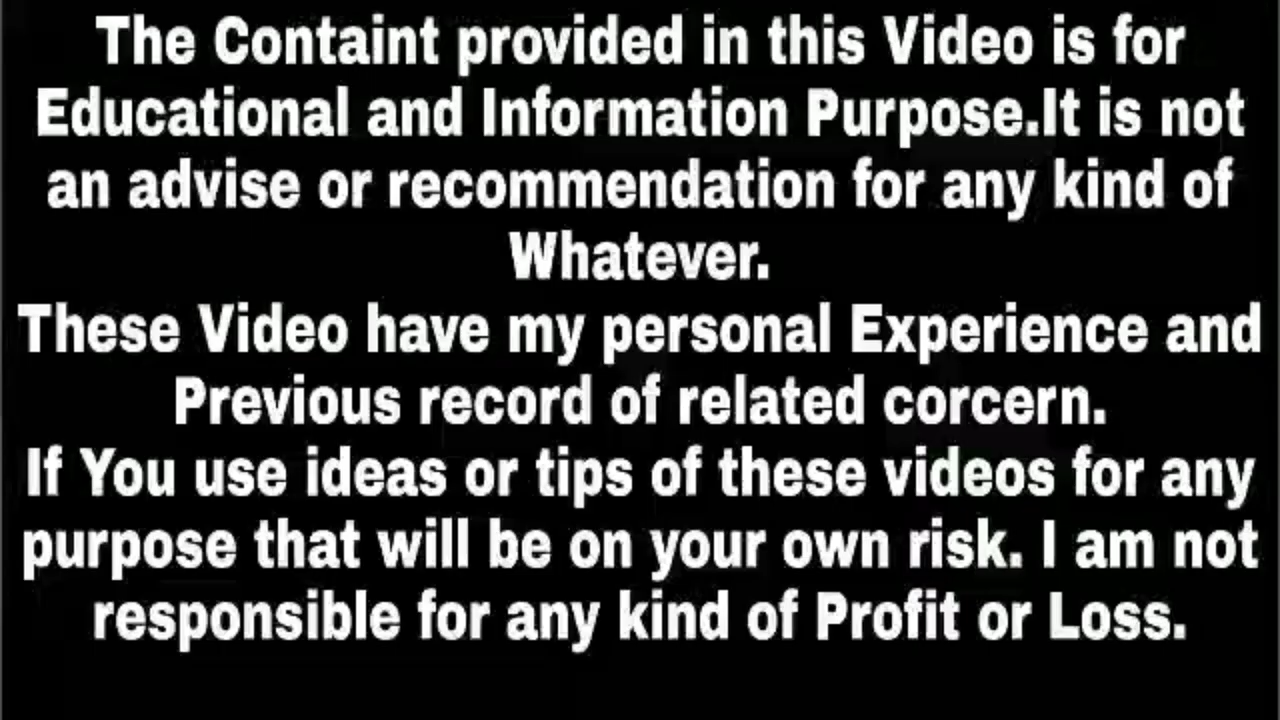 The Containt provided in this Video is for
Educational and Information Purpose.It is not
an advise or recommendation for any kind of
Whatever.
These Video have my personal Experience and
Previous record of related corcern.
If You use ideas or tips of these videos for any
purpose that will be on your own risk. I am not
responsible for any kind of Profit or Loss.